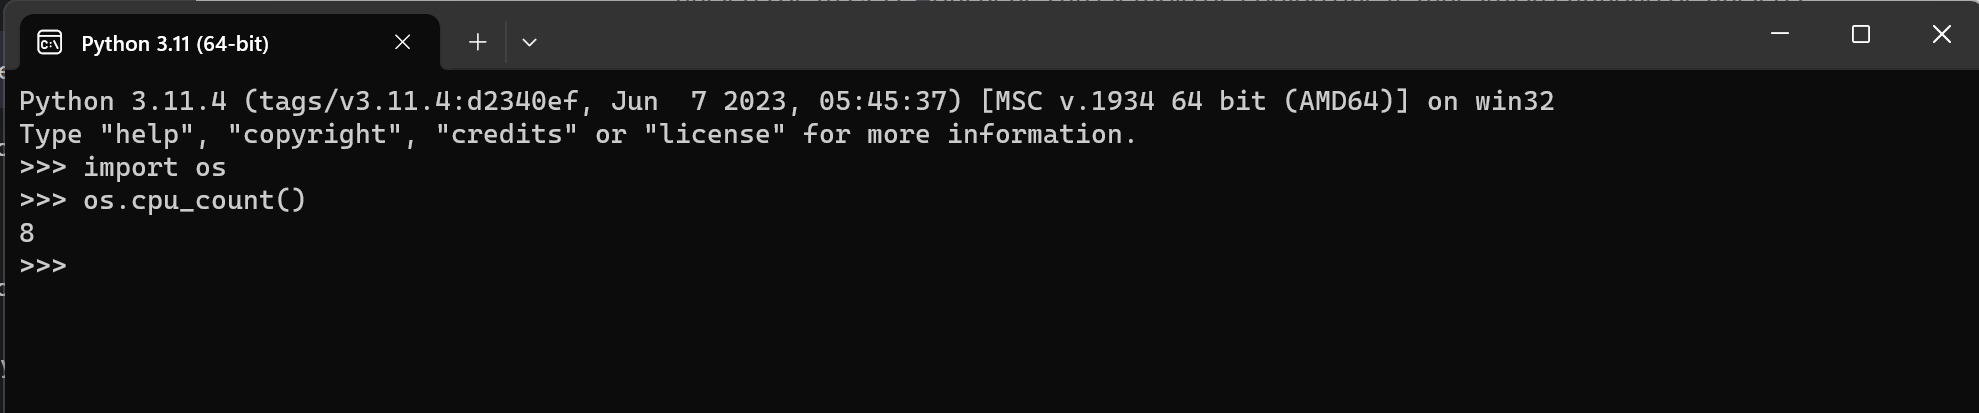 Python 3.11 (64-bit)
Python 3.11.4 (tags/v3.11.4:d2340ef, Jun  7 2023, 05:45:37) [MSC v.1934 64 bit (AMD64)] on win32
Type "help", "copyright", "credits" or "license" for more information.
>>> import os
>>> os.cpu_count()
8
>>>